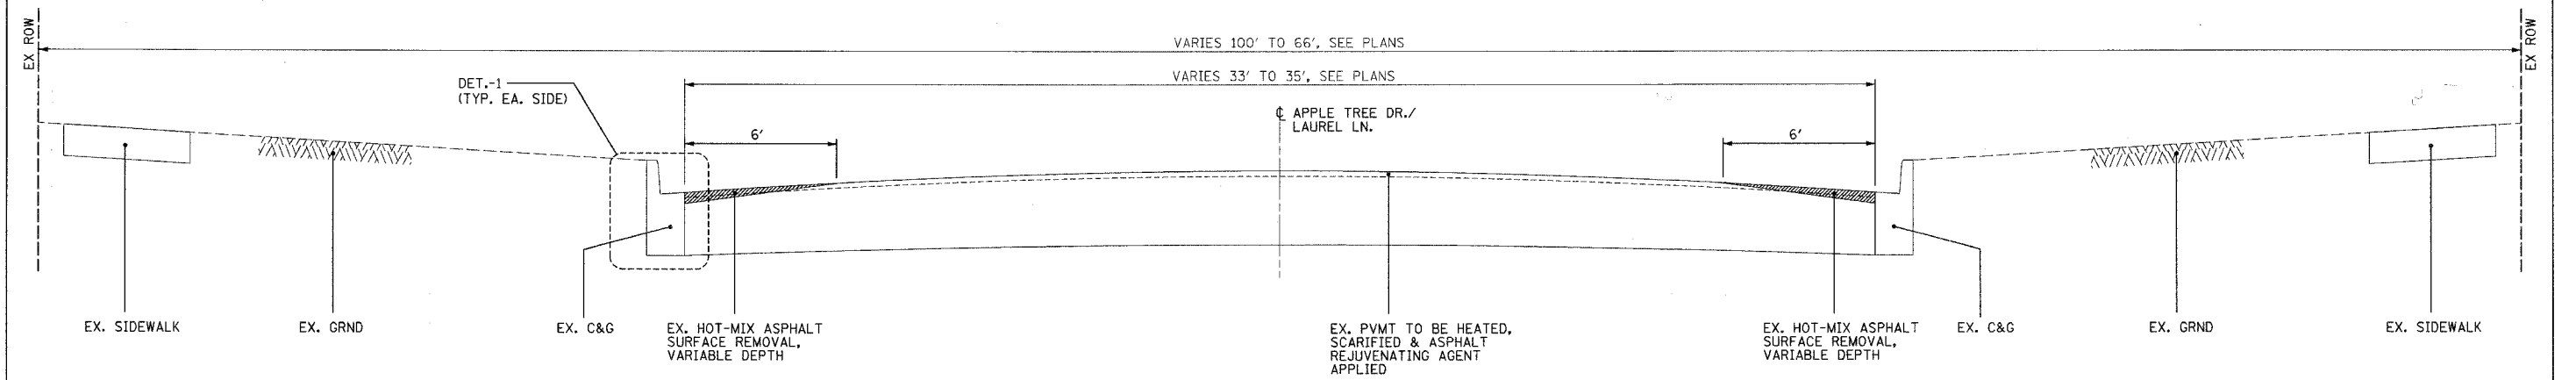 EX ROW
VARIES 100' TO 66', SEE PLANS
EX ROW
VARIES 33' TO 35', SEE PLANS
DET.-1
(TYP. EA. SIDE)
℄ APPLE TREE DR./
LAUREL LN.
6'
6'
EX. SIDEWALK
EX. GRND
EX. C&G
EX. HOT-MIX ASPHALT
SURFACE REMOVAL,
VARIABLE DEPTH
EX. PVMT TO BE HEATED,
SCARIFIED & ASPHALT
REJUVENATING AGENT
APPLIED
EX. HOT-MIX ASPHALT
SURFACE REMOVAL,
VARIABLE DEPTH
EX. C&G
EX. GRND
EX. SIDEWALK